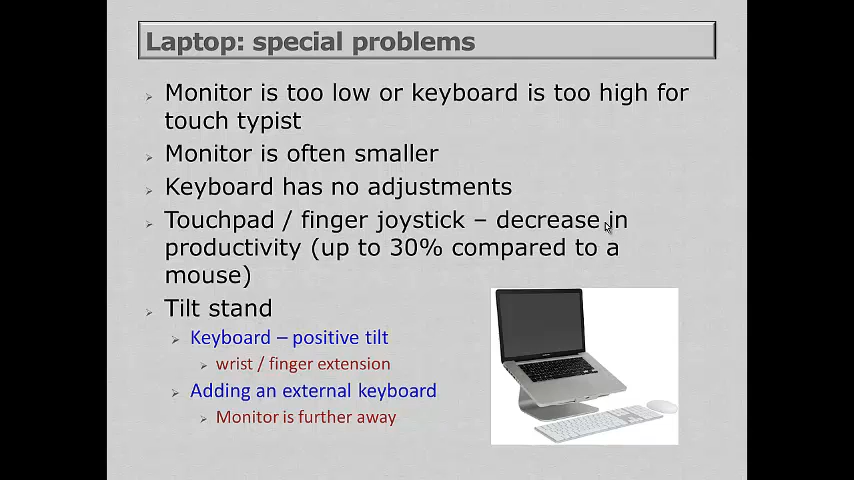 Laptop: special problems
Monitor is too low or keyboard is too high for
touch typist
Monitor is often smaller
Keyboard has no adjustments
Touchpad / finger joystick – decrease in
productivity (up to 30% compared to a
mouse)
Tilt stand
Keyboard – positive tilt
wrist / finger extension
Adding an external keyboard
Monitor is further away